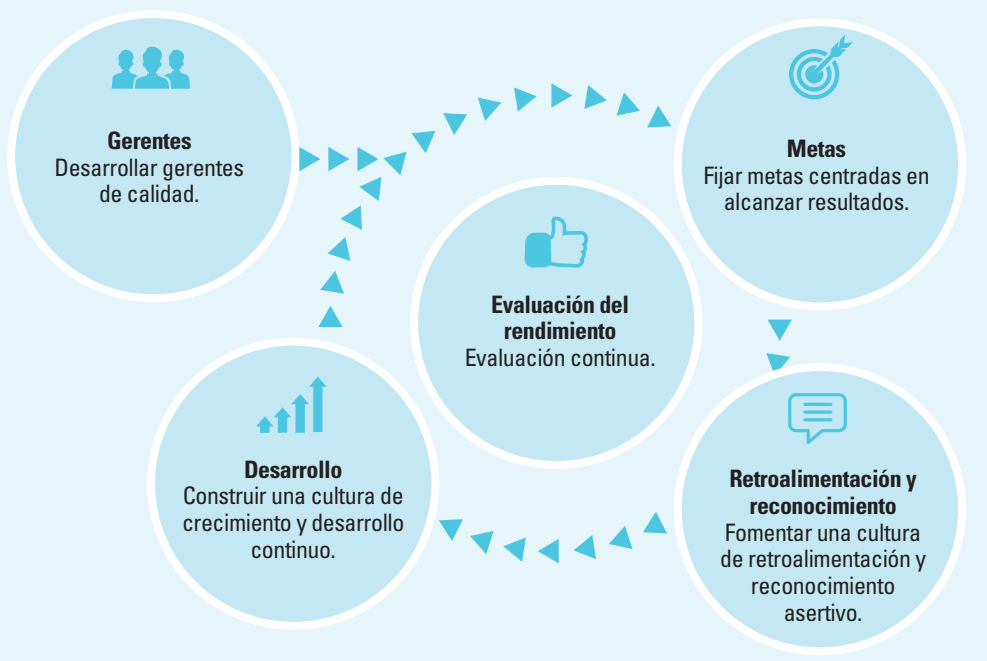 Gerentes
Desarrollar gerentes
de calidad.
Metas
Fijar metas centradas en
alcanzar resultados.
Evaluación del
rendimiento
Evaluación continua.
Desarrollo
Construir una cultura de
crecimiento y desarrollo
continuo.
Retroalimentación y
reconocimiento
Fomentar una cultura
de retroalimentación y
reconocimiento
asertivo.